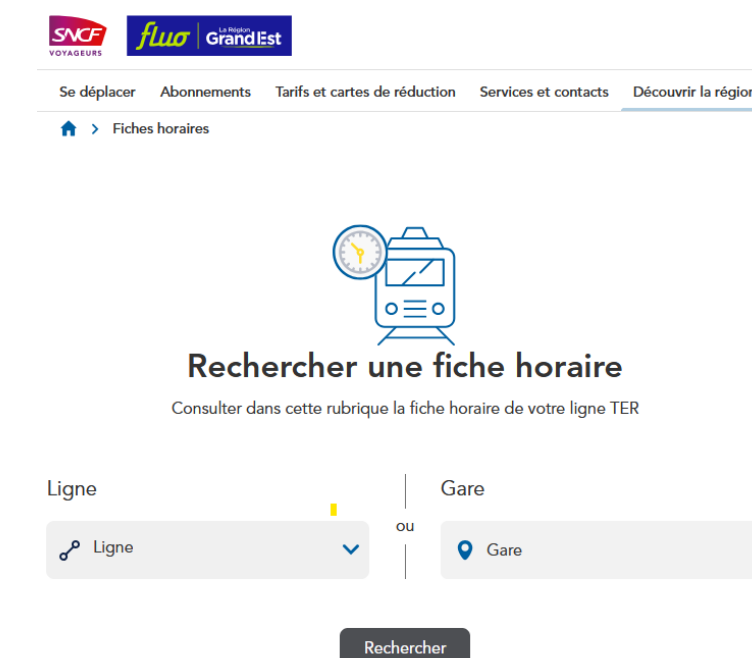 SNCF
VOYAGEURS
fluo
La Région
Grand Est
Se déplacer Abonnements Tarifs et cartes de réduction Services et contacts Découvrir la région
Fiches horaires
Rechercher une fiche horaire
Consulter dans cette rubrique la fiche horaire de votre ligne TER
Ligne
Gare
ou
Ligne
Gare
Rechercher